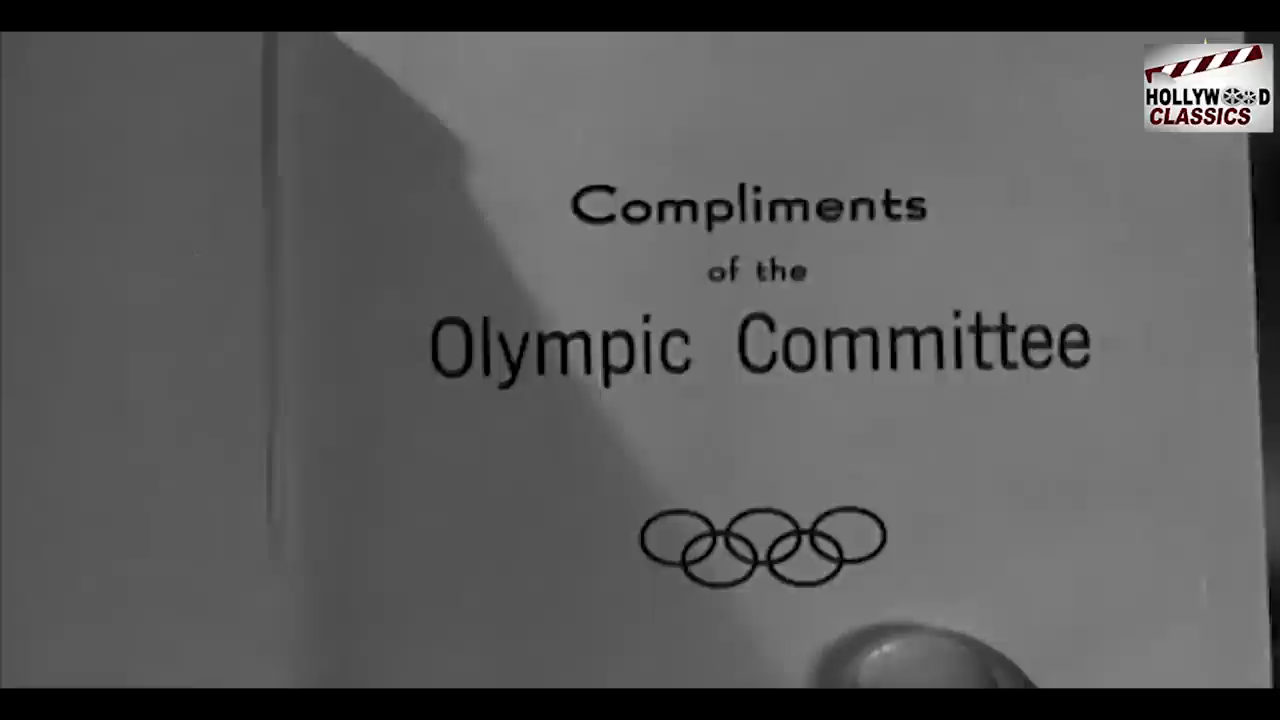 HOLLYWOOD
CLASSICS
Compliments
of the
Olympic Committee